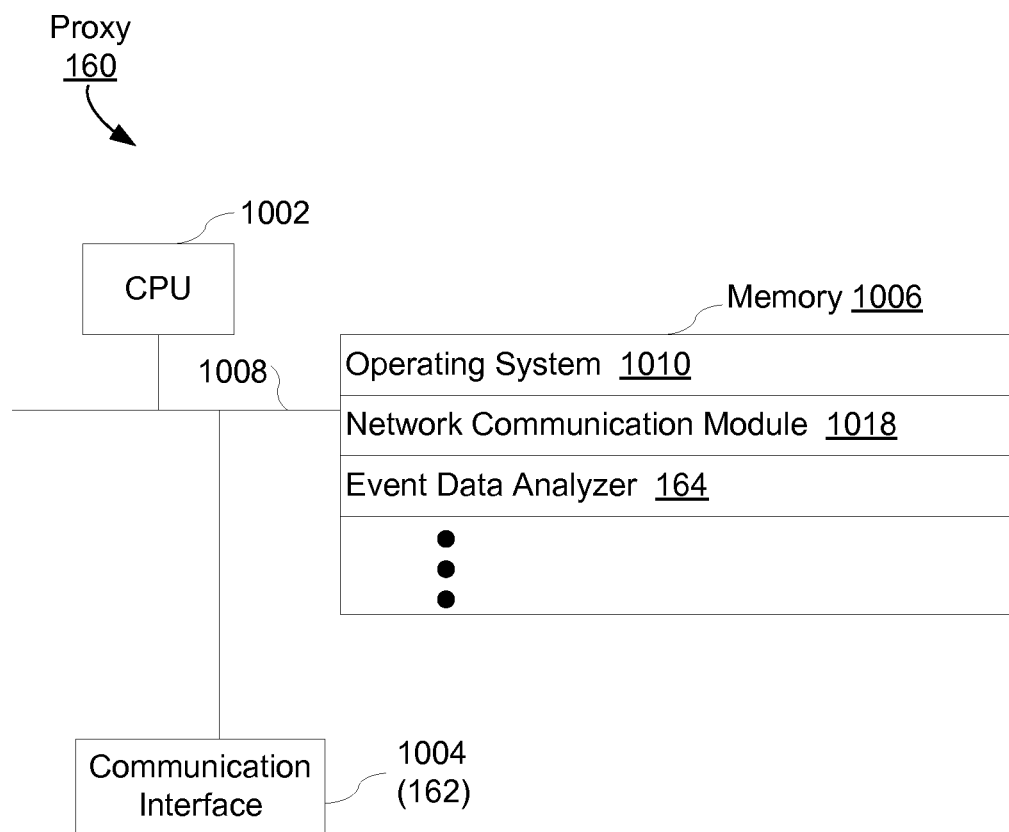 Proxy
160
1002
CPU
Memory 1006
1008
Operating System 1010
Network Communication Module 1018
Event Data Analyzer 164
Communication
Interface
1004
(162)